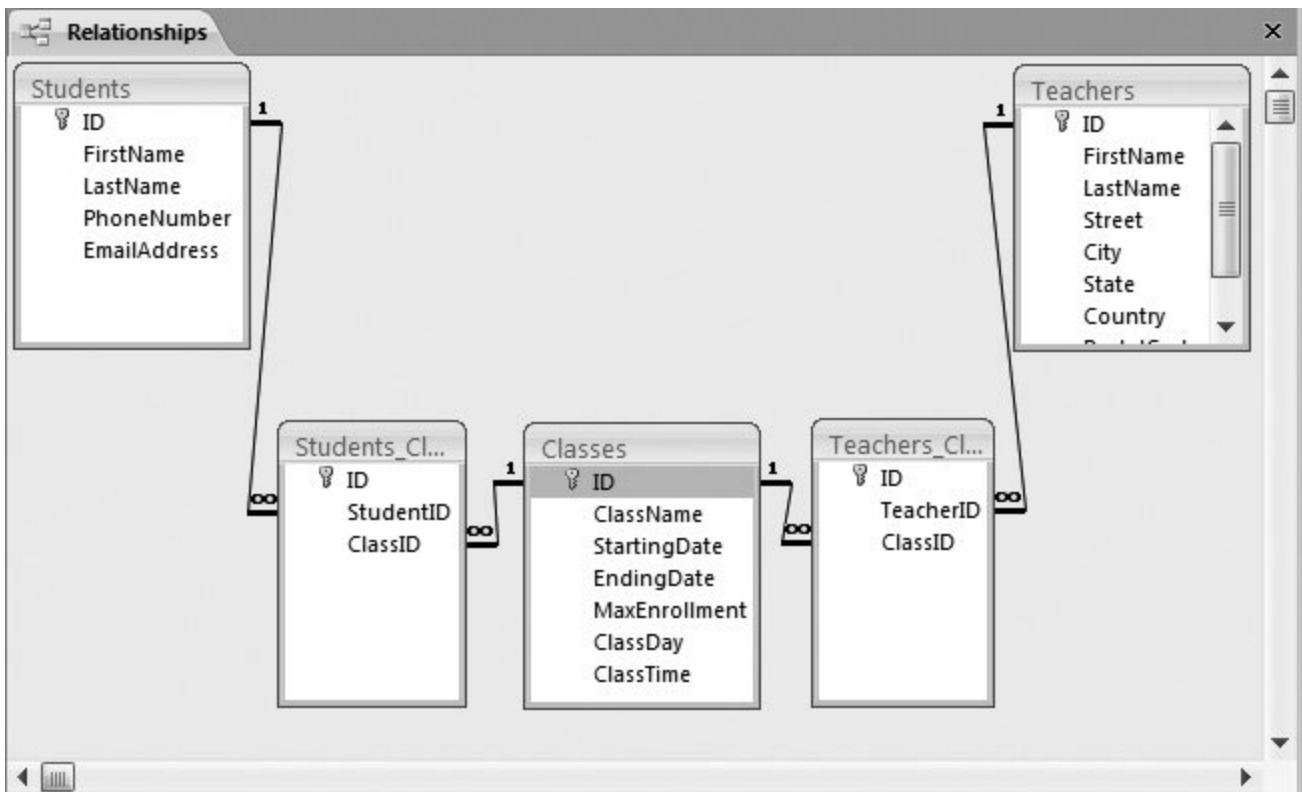 Relationships
Students
ID
FirstName
LastName
PhoneNumber
EmailAddress
1
1
Teachers
ID
FirstName
LastName
Street
City
State
Country
Students_Cl...
ID
StudentID
ClassID
∞
∞
1
Classes
ID
ClassName
StartingDate
EndingDate
MaxEnrollment
ClassDay
ClassTime
1
∞
Teachers_Cl...
ID
TeacherID
ClassID
∞